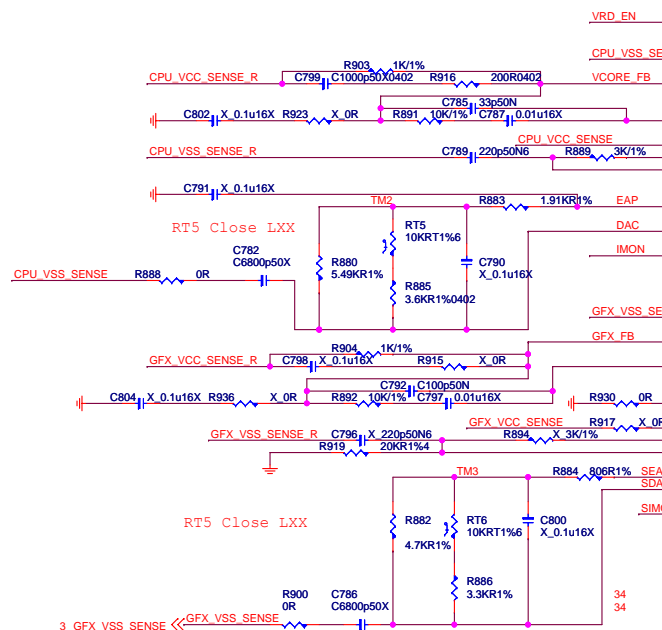 VRD_EN
R903 1K/1%
CPU_VSS_SE
CPU_VCC_SENSE_R C799 C1000p50X0402 R916 200R0402 VCORE_FB
C785 33p50N
C802 X_0.1u16X R923 X_0R R891 10K/1% C787 0.01u16X
CPU_VCC_SENSE
CPU_VSS_SENSE_R C789 220p50N6 R889 3K/1%
C791 X_0.1u16X
TM2 R883 1.91KR1% EAP
RT5 Close LXX RT5 DAC
10KRT1%6
C782 IMON
C6800p50X R880 C790
5.49KR1% X_0.1u16X
CPU_VSS_SENSE R888 0R R885
3.6KR1%0402
GFX_VSS_SE
R904 1K/1% GFX_FB
GFX_VCC_SENSE_R C798 X_0.1u16X R915 X_0R
C792 C100p50N
C804 X_0.1u16X R936 X_0R R892 10K/1% C797 0.01u16X R930 0R
GFX_VCC_SENSE R917 X_0R
GFX_VSS_SENSE_R C796 X_220p50N6 R894 X_3K/1%
R919 20KR1%4
TM3 R884 806R1% SEA
SDA
RT5 Close LXX R882 RT6 C800 SIMO
4.7KR1% 10KRT1%6 X_0.1u16X
R886
3.3KR1%
R900 C786 34
0R C6800p50X 34
3 GFX_VSS_SENSE GFX_VSS_SENSE